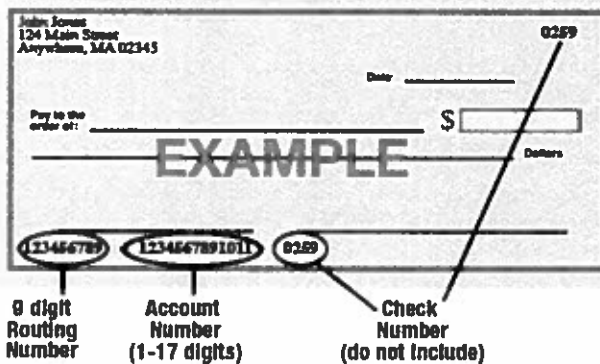 John Jones
124 Main Street
Anywhere, MA 02345
0259
Date
Pay to the
order of:
$
EXAMPLE
Dollars
123456789 1234567891011 0259
9 digit
Routing
Number
Account
Number
(1-17 digits)
Check
Number
(do not include)